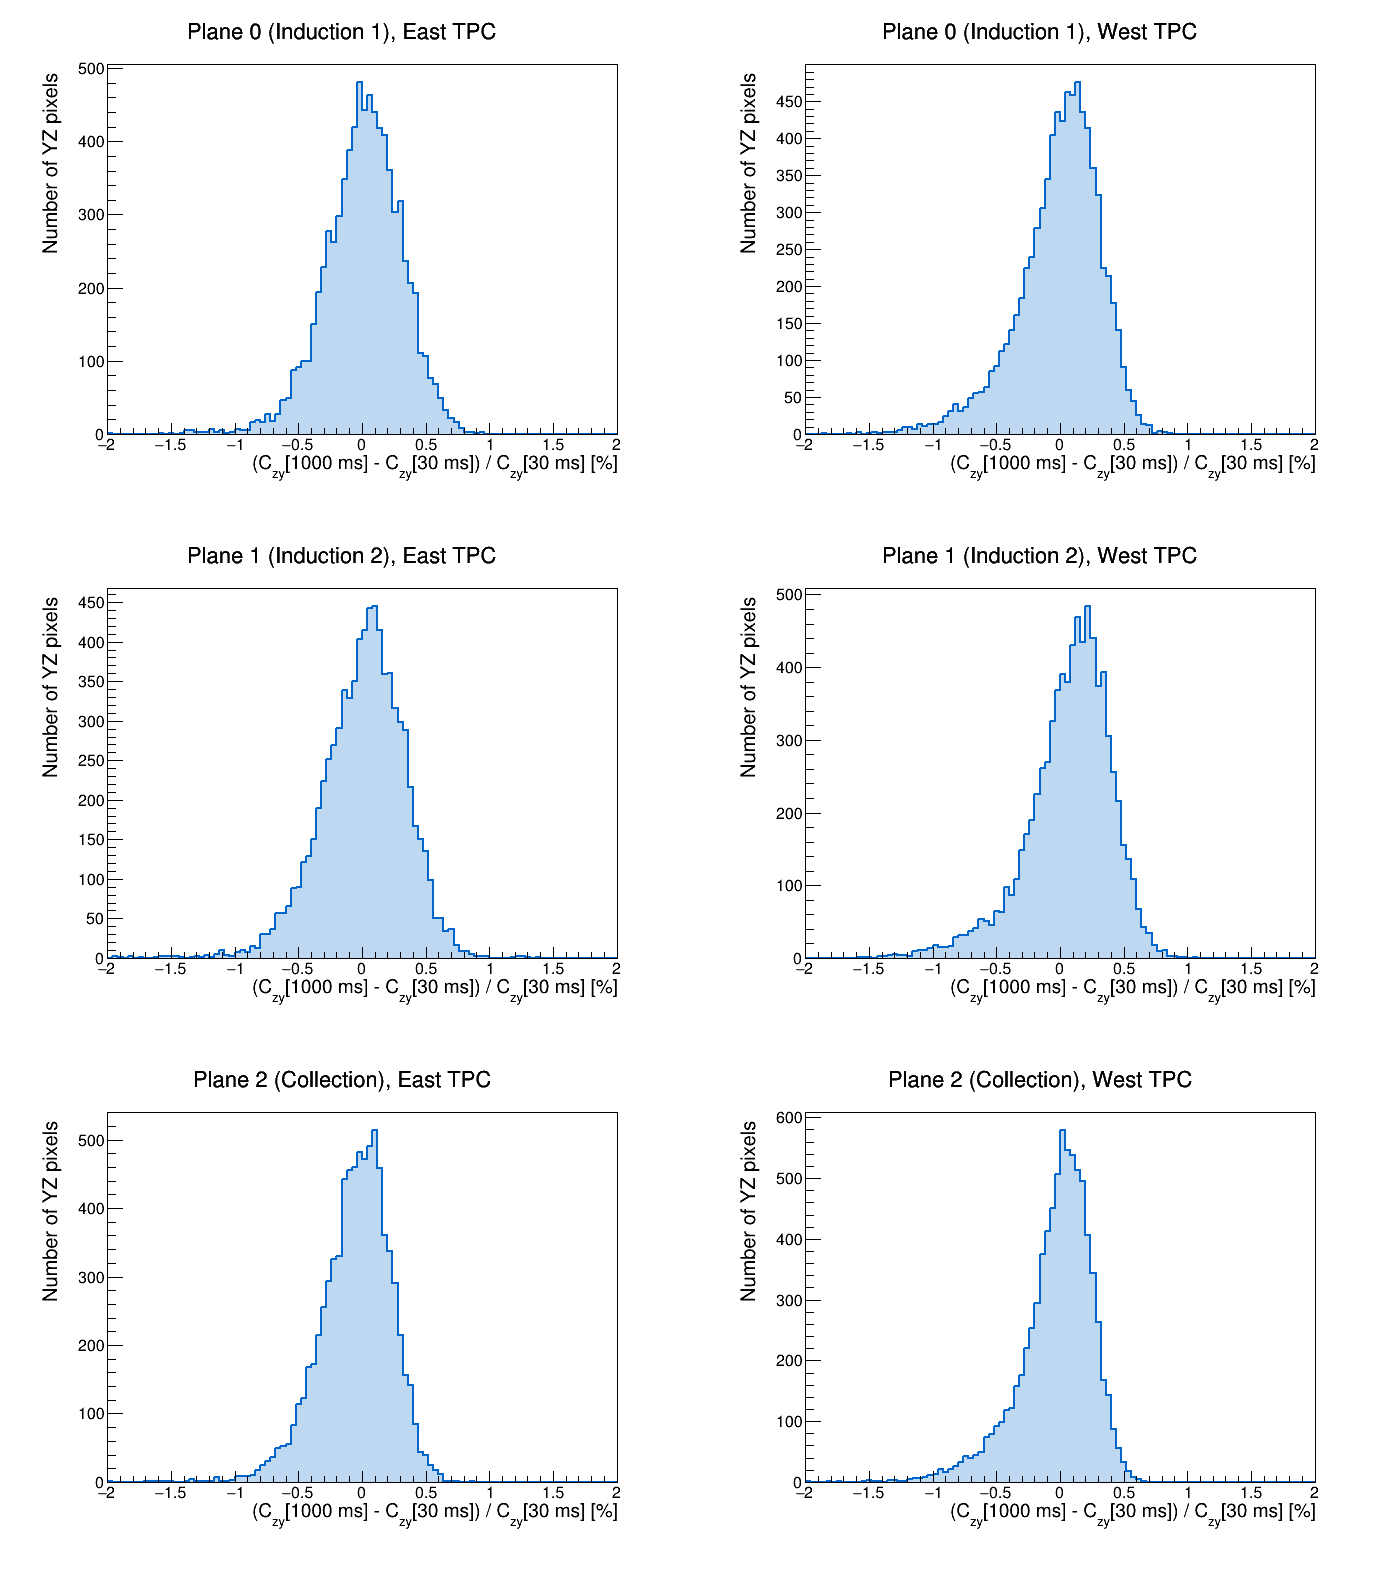 Plane 0 (Induction 1), East TPC
Number of YZ pixels
500
400
300
200
100
0
−2 −1.5 −1 −0.5 0 0.5 1 1.5 2
(C_zy[1000 ms] - C_zy[30 ms]) / C_zy[30 ms] [%]
Plane 0 (Induction 1), West TPC
Number of YZ pixels
450
400
350
300
250
200
150
100
50
0
−2 −1.5 −1 −0.5 0 0.5 1 1.5 2
(C_zy[1000 ms] - C_zy[30 ms]) / C_zy[30 ms] [%]
Plane 1 (Induction 2), East TPC
Number of YZ pixels
450
400
350
300
250
200
150
100
50
0
−2 −1.5 −1 −0.5 0 0.5 1 1.5 2
(C_zy[1000 ms] - C_zy[30 ms]) / C_zy[30 ms] [%]
Plane 1 (Induction 2), West TPC
Number of YZ pixels
500
400
300
200
100
0
−2 −1.5 −1 −0.5 0 0.5 1 1.5 2
(C_zy[1000 ms] - C_zy[30 ms]) / C_zy[30 ms] [%]
Plane 2 (Collection), East TPC
Number of YZ pixels
500
400
300
200
100
0
−2 −1.5 −1 −0.5 0 0.5 1 1.5 2
(C_zy[1000 ms] - C_zy[30 ms]) / C_zy[30 ms] [%]
Plane 2 (Collection), West TPC
Number of YZ pixels
600
500
400
300
200
100
0
−2 −1.5 −1 −0.5 0 0.5 1 1.5 2
(C_zy[1000 ms] - C_zy[30 ms]) / C_zy[30 ms] [%]